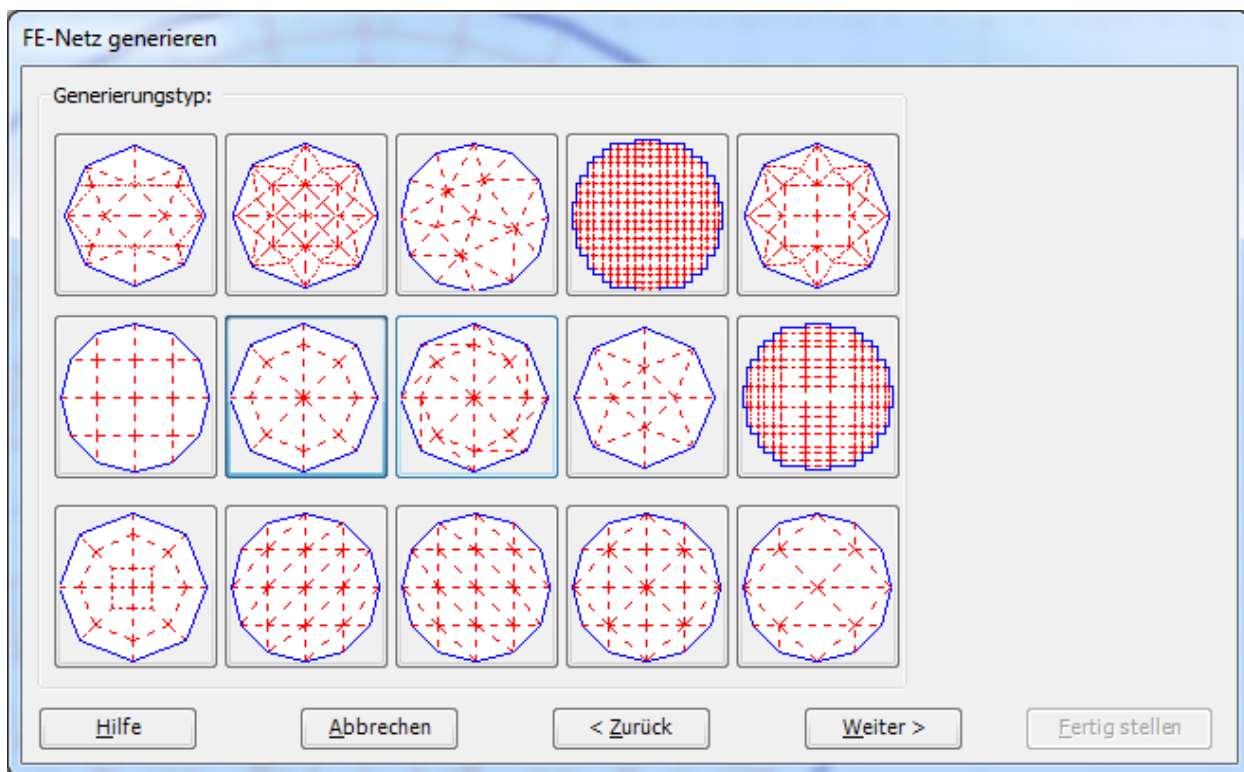 FE-Netz generieren
Generierungstyp:
Hilfe
Abbrechen
< Zurück
Weiter >
Fertig stellen